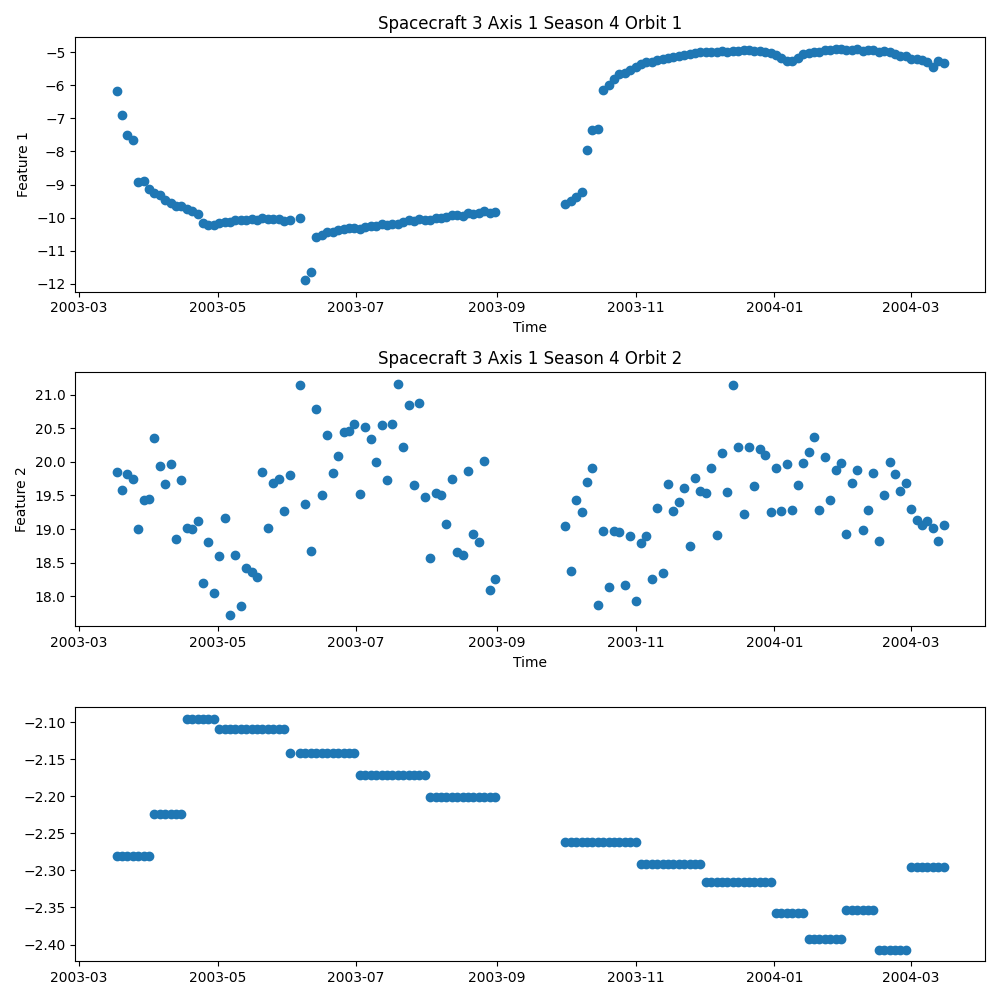 Spacecraft 3 Axis 1 Season 4 Orbit 1
−5
−6
−7
−8
−9
−10
−11
−12
Feature 1
2003-03 2003-05 2003-07 2003-09 2003-11 2004-01 2004-03
Time
Spacecraft 3 Axis 1 Season 4 Orbit 2
21.0
20.5
20.0
19.5
19.0
18.5
18.0
Feature 2
2003-03 2003-05 2003-07 2003-09 2003-11 2004-01 2004-03
Time
−2.10
−2.15
−2.20
−2.25
−2.30
−2.35
−2.40
2003-03 2003-05 2003-07 2003-09 2003-11 2004-01 2004-03